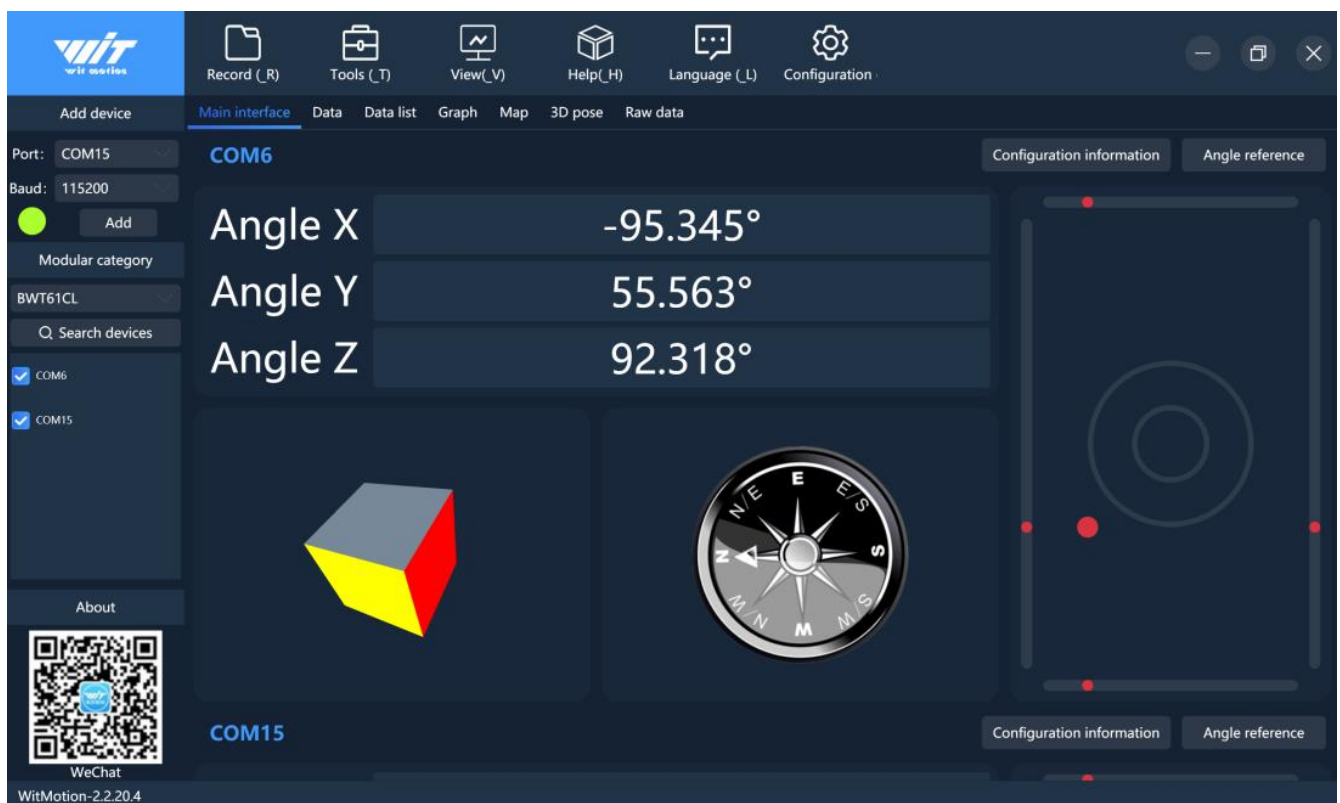 WIT
wit motion
Record (_R)
Tools (_T)
View(_V)
Help(_H)
Language (_L)
Configuration
Add device
Main interface
Data
Data list
Graph
Map
3D pose
Raw data
Port: COM15
Baud: 115200
Add
Modular category
BWT61CL
Search devices
COM6
COM15
About
WeChat
WitMotion-2.2.20.4
COM6
Configuration information
Angle reference
Angle X -95.345°
Angle Y 55.563°
Angle Z 92.318°
N/E
E
E/S
N
S
N/W
W
W/S
COM15
Configuration information
Angle reference